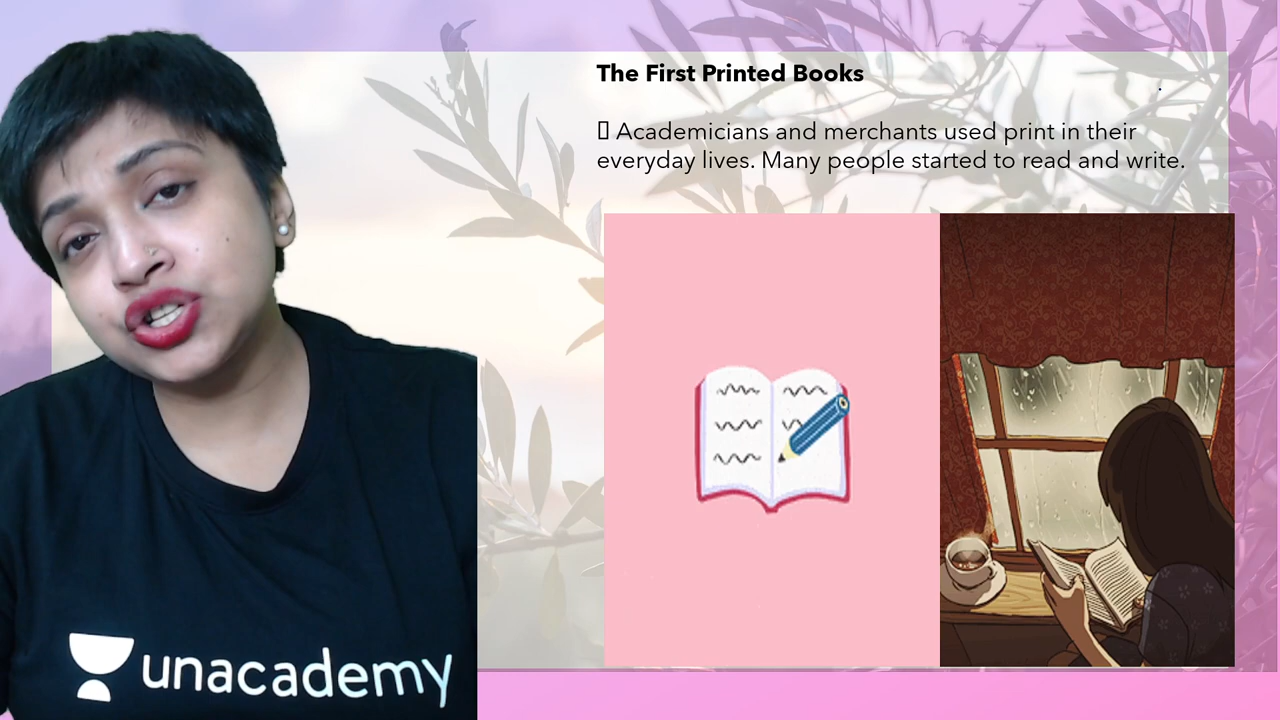 The First Printed Books
▯ Academicians and merchants used print in their
everyday lives. Many people started to read and write.
unacademy